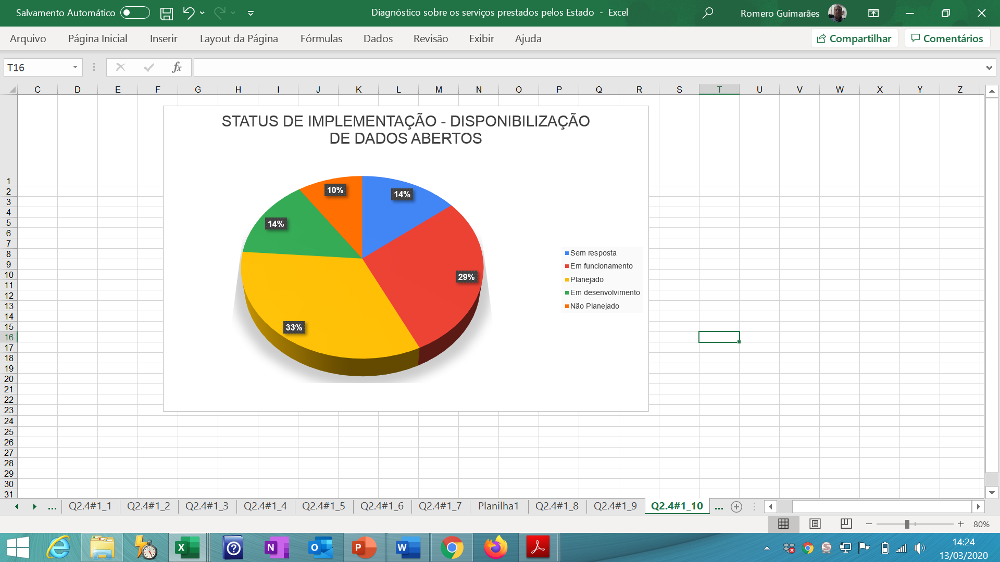 Salvamento Automático
Diagnóstico sobre os serviços prestados pelos Estado - Excel
Romero Guimarães
Arquivo Página Inicial Inserir Layout da Página Fórmulas Dados Revisão Exibir Ajuda
Compartilhar Comentários
T16
fx
C D E F G H I J K L M N O P Q R S T U V W X Y Z
STATUS DE IMPLEMENTAÇÃO - DISPONIBILIZAÇÃO
DE DADOS ABERTOS
10%
14%
14%
29%
33%
Sem resposta
Em funcionamento
Planejado
Em desenvolvimento
Não Planejado
1
2
3
4
5
6
7
8
9
10
11
12
13
14
15
16
17
18
19
20
21
22
23
24
25
26
27
28
29
30
31
... Q2.4#1_1 Q2.4#1_2 Q2.4#1_3 Q2.4#1_4 Q2.4#1_5 Q2.4#1_6 Q2.4#1_7 Planilha1 Q2.4#1_8 Q2.4#1_9 Q2.4#1_10 ...
80%
14:24
13/03/2020